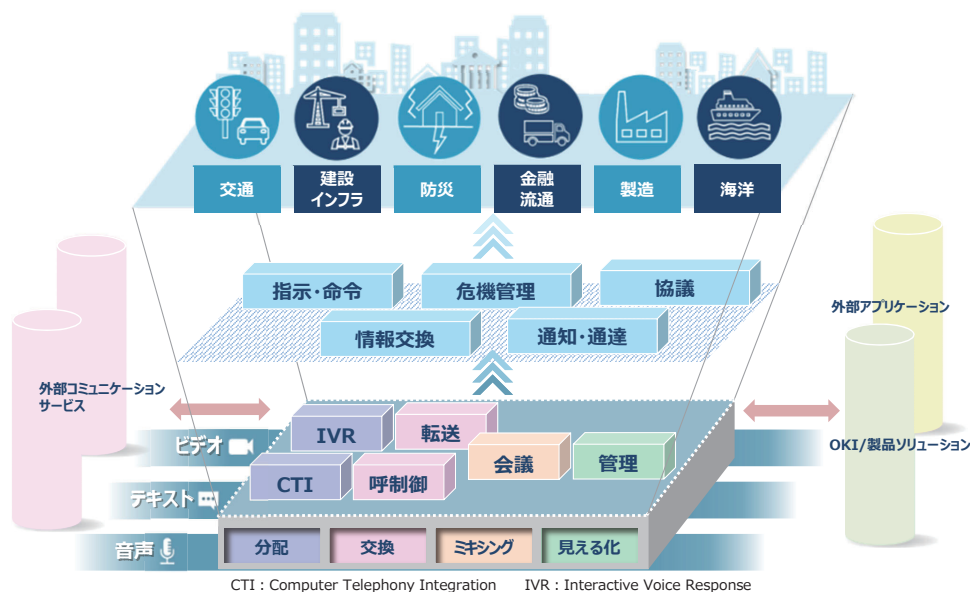 交通
建設
インフラ
防災
金融
流通
製造
海洋
指示・命令
危機管理
協議
情報交換
通知・通達
外部コミュニケーション
サービス
外部アプリケーション
OKI/製品ソリューション
ビデオ
テキスト
音声
IVR
転送
会議
管理
CTI
呼制御
分配
交換
ミキシング
見える化
CTI：Computer Telephony Integration
IVR：Interactive Voice Response